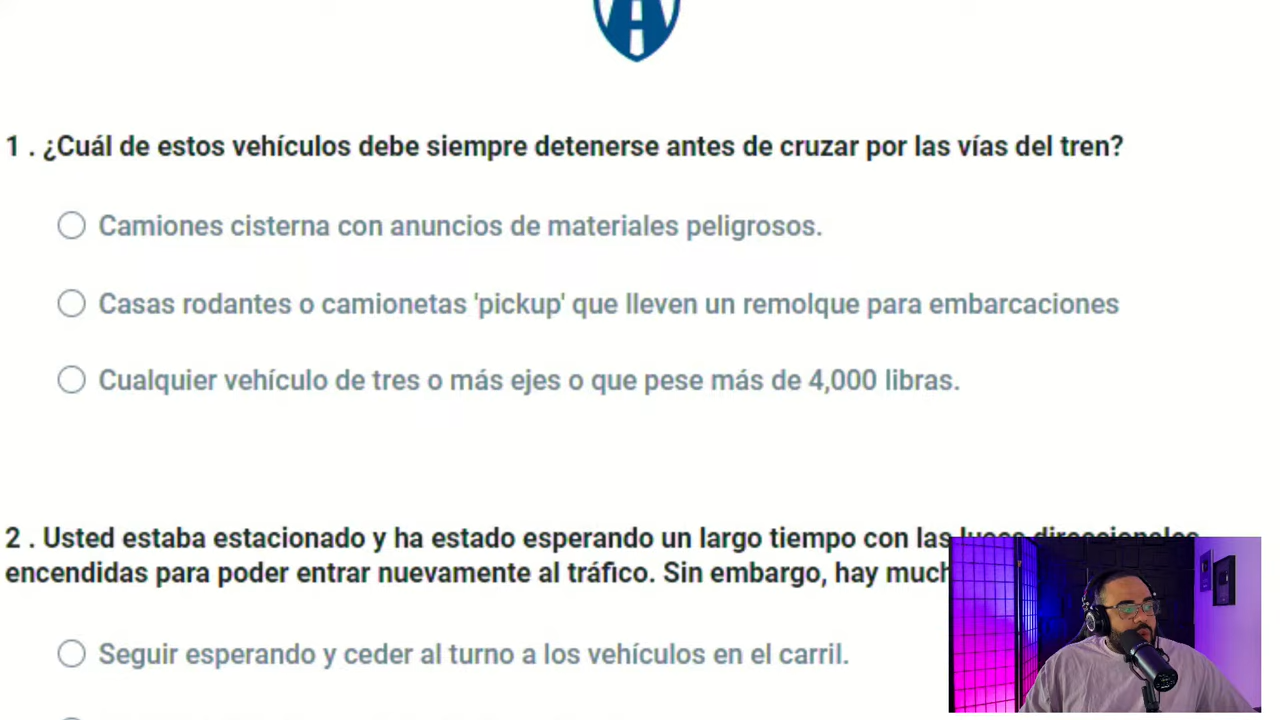 1 . ¿Cuál de estos vehículos debe siempre detenerse antes de cruzar por las vías del tren?
Camiones cisterna con anuncios de materiales peligrosos.
Casas rodantes o camionetas 'pickup' que lleven un remolque para embarcaciones
Cualquier vehículo de tres o más ejes o que pese más de 4,000 libras.
2 . Usted estaba estacionado y ha estado esperando un largo tiempo con las luces direccionales
encendidas para poder entrar nuevamente al tráfico. Sin embargo, hay
Seguir esperando y ceder al turno a los vehículos en el carril.